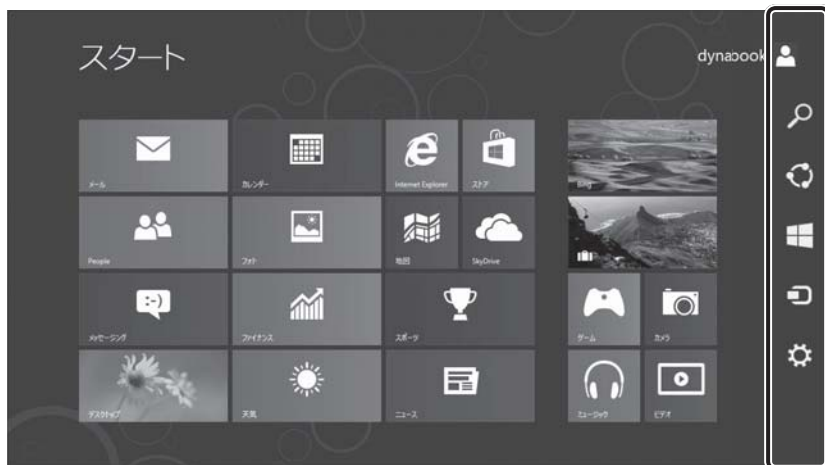 スタート
dynabook
メール
カレンダー
Internet Explorer
ストア
Bing
People
フォト
地図
SkyDrive
メッセージング
ファイナンス
スポーツ
ゲーム
カメラ
デスクトップ
天気
ニュース
ミュージック
ビデオ